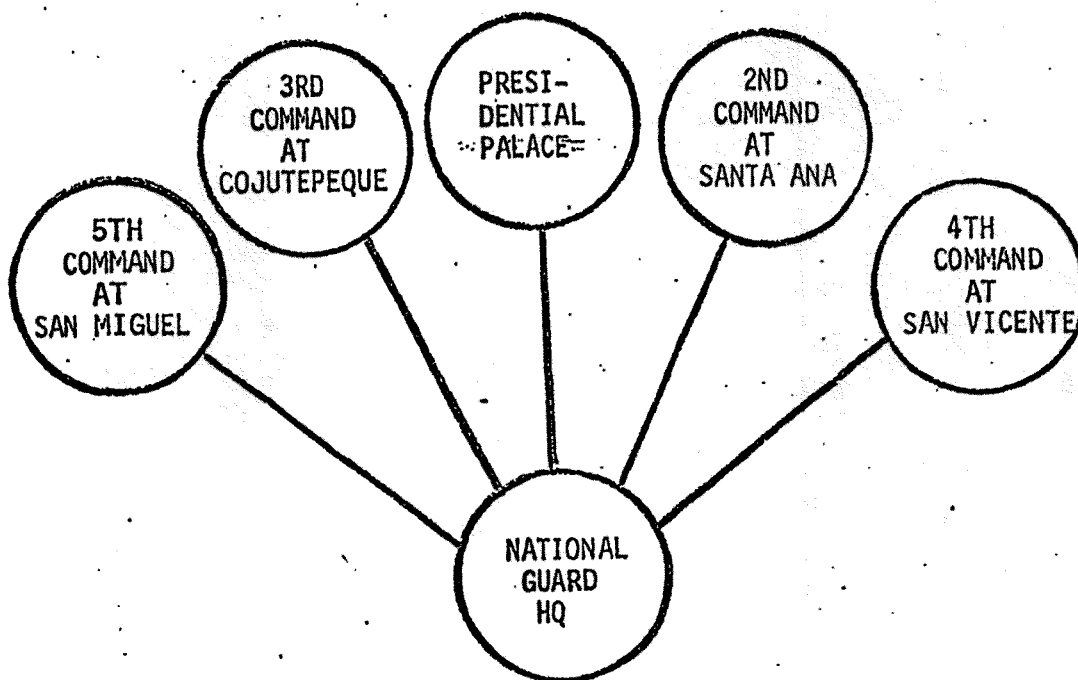 3RD
COMMAND
AT
COJUTEPEQUE
PRESI-
DENTIAL
PALACE
2ND
COMMAND
AT
SANTA ANA
5TH
COMMAND
AT
SAN MIGUEL
4TH
COMMAND
AT
SAN VICENTE
NATIONAL
GUARD
HQ